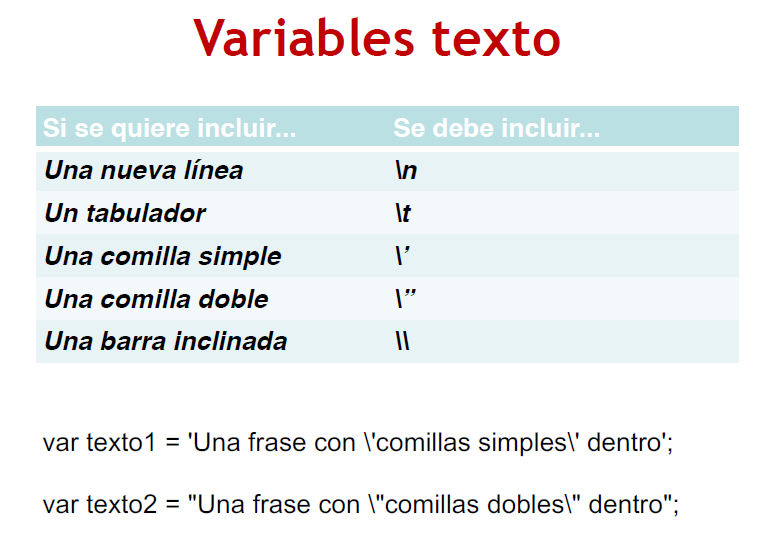 Variables texto
Si se quiere incluir... Se debe incluir...
Una nueva línea \n
Un tabulador \t
Una comilla simple \’
Una comilla doble \”
Una barra inclinada \\
var texto1 = 'Una frase con \'comillas simples\' dentro';
var texto2 = "Una frase con \"comillas dobles\" dentro";